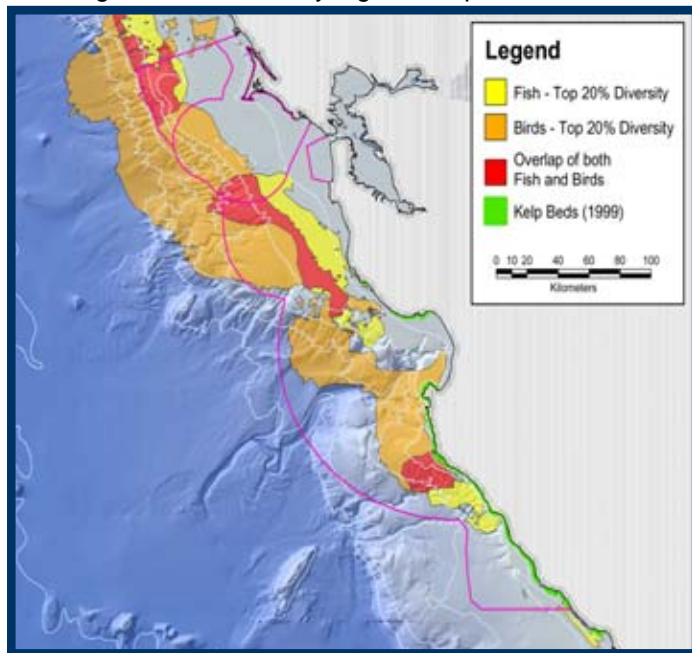 Legend
Fish - Top 20% Diversity
Birds - Top 20% Diversity
Overlap of both
Fish and Birds
Kelp Beds (1999)
0 10 20 40 60 80 100
Kilometers